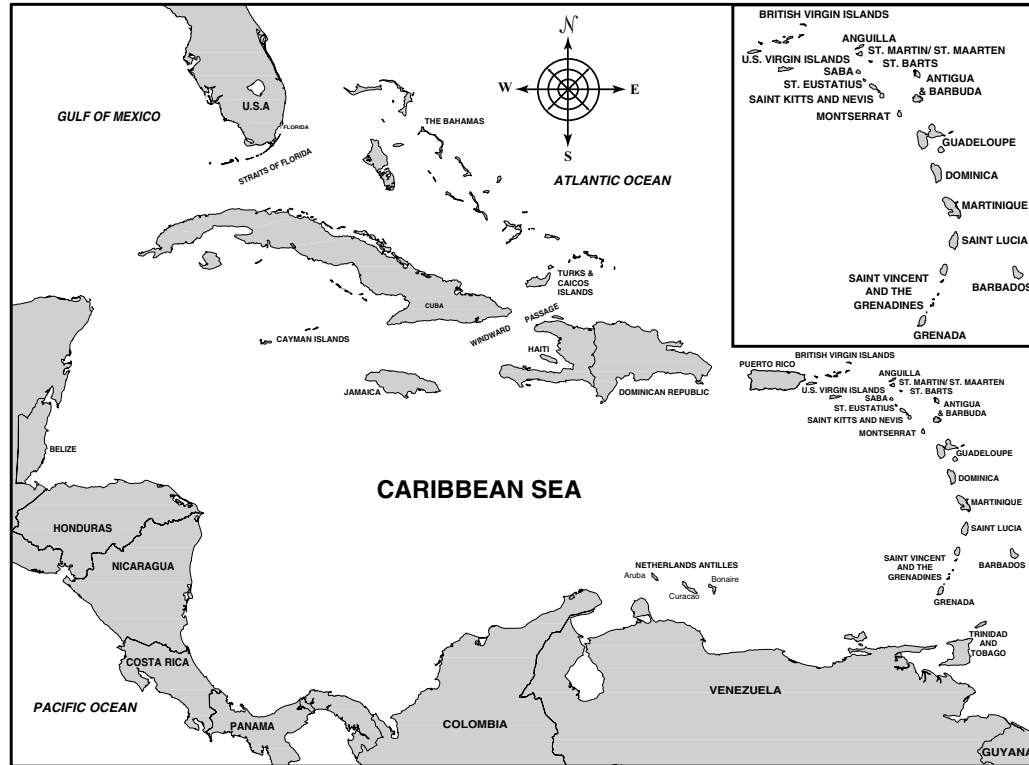 N
W
E
S
BRITISH VIRGIN ISLANDS
ANGUILLA
ST. MARTIN/ ST. MAARTEN
U.S. VIRGIN ISLANDS
ST. BARTS
SABA
ANTIGUA
& BARBUDA
ST. EUSTATIUS
SAINT KITTS AND NEVIS
MONTSERRAT
GUADELOUPE
DOMINICA
MARTINIQUE
SAINT LUCIA
SAINT VINCENT
AND THE
GRENADINES
BARBADOS
GRENADA
U.S.A
GULF OF MEXICO
FLORIDA
STRAITS OF FLORIDA
THE BAHAMAS
ATLANTIC OCEAN
TURKS &
CAICOS
ISLANDS
CUBA
WINDWARD PASSAGE
CAYMAN ISLANDS
HAITI
JAMAICA
DOMINICAN REPUBLIC
PUERTO RICO
BRITISH VIRGIN ISLANDS
ANGUILLA
ST. MARTIN/ ST. MAARTEN
U.S. VIRGIN ISLANDS
ST. BARTS
SABA
ANTIGUA
& BARBUDA
ST. EUSTATIUS
SAINT KITTS AND NEVIS
MONTSERRAT
BELIZE
GUADELOUPE
DOMINICA
CARIBBEAN SEA
MARTINIQUE
HONDURAS
SAINT LUCIA
NICARAGUA
SAINT VINCENT
AND THE
GRENADINES
BARBADOS
NETHERLANDS ANTILLES
Aruba
Bonaire
Curacao
GRENADA
TRINIDAD
AND
TOBAGO
COSTA RICA
VENEZUELA
PACIFIC OCEAN
PANAMA
COLOMBIA
GUYANA